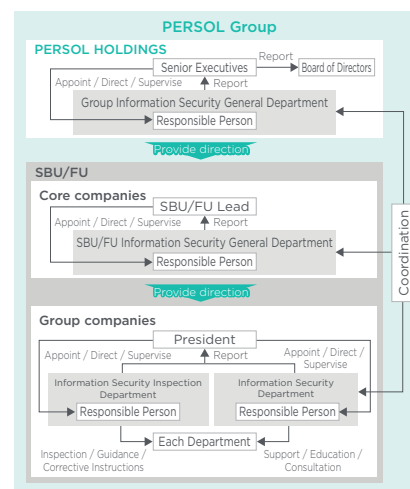 PERSOL Group
PERSOL HOLDINGS
Report
Senior Executives
Board of Directors
Appoint / Direct / Supervise
Report
Group Information Security General Department
Responsible Person
Provide direction
SBU/FU
Core companies
SBU/FU Lead
Appoint / Direct / Supervise
Report
SBU/FU Information Security General Department
Responsible Person
Coordination
Provide direction
Group companies
President
Appoint / Direct / Supervise
Report
Appoint / Direct /
Supervise
Information Security Inspection
Department
Information Security
Department
Responsible Person
Responsible Person
Each Department
Inspection / Guidance /
Corrective Instructions
Support / Education /
Consultation